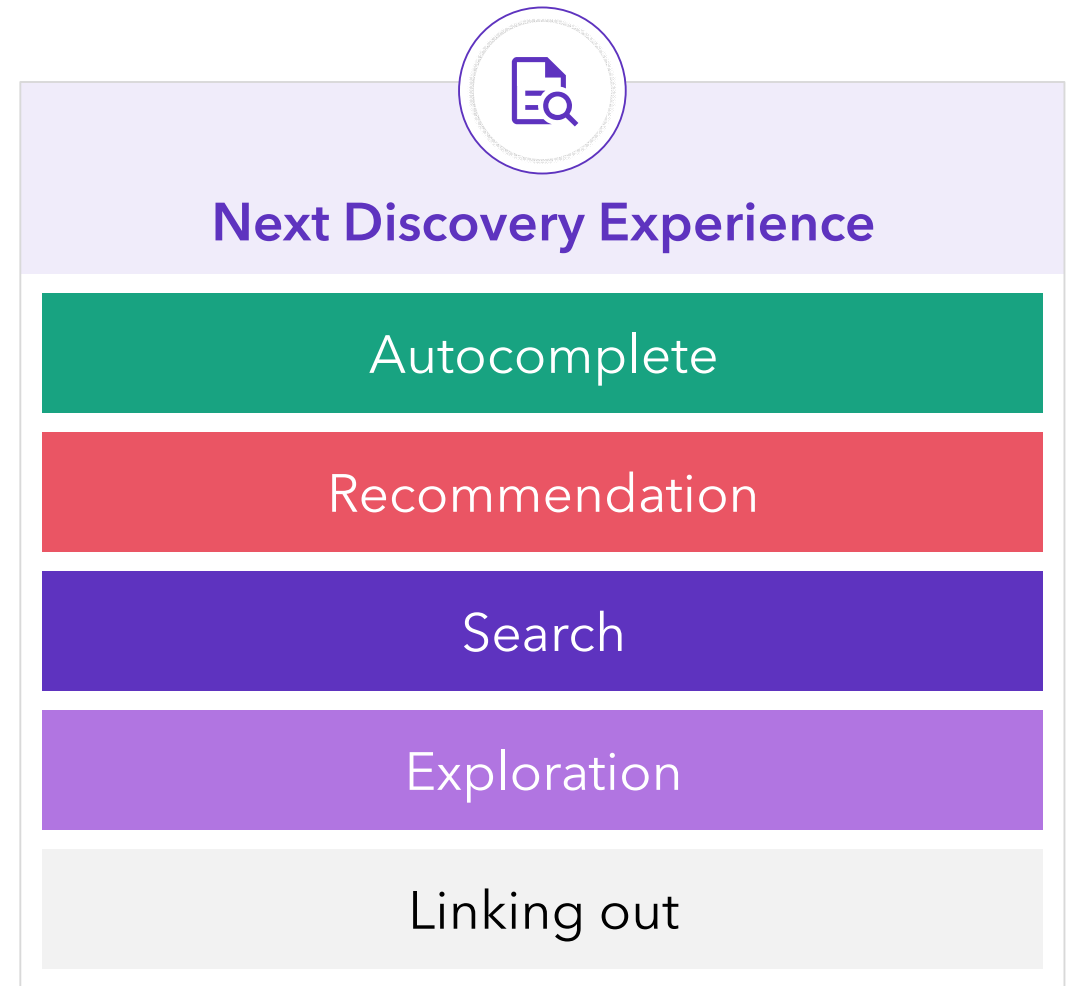 Next Discovery Experience
Autocomplete
Recommendation
Search
Exploration
Linking out